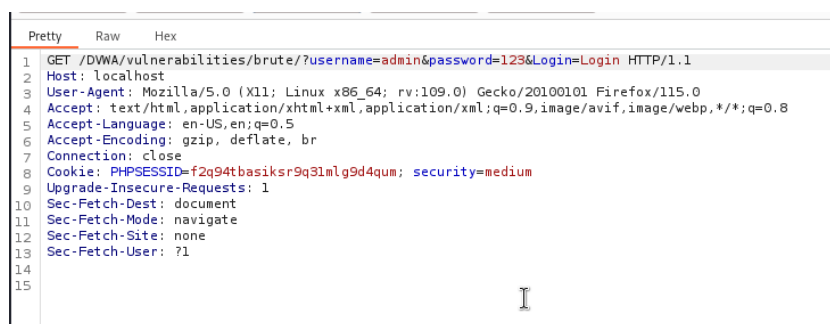 Pretty Raw Hex
1 GET /DVWA/vulnerabilities/brute/?username=admin&password=123&Login=Login HTTP/1.1
2 Host: localhost
3 User-Agent: Mozilla/5.0 (X11; Linux x86_64; rv:109.0) Gecko/20100101 Firefox/115.0
4 Accept: text/html,application/xhtml+xml,application/xml;q=0.9,image/avif,image/webp,*/*;q=0.8
5 Accept-Language: en-US,en;q=0.5
6 Accept-Encoding: gzip, deflate, br
7 Connection: close
8 Cookie: PHPSESSID=f2q94tbasiksr9q31mlg9d4qum; security=medium
9 Upgrade-Insecure-Requests: 1
10 Sec-Fetch-Dest: document
11 Sec-Fetch-Mode: navigate
12 Sec-Fetch-Site: none
13 Sec-Fetch-User: ?1
14
15